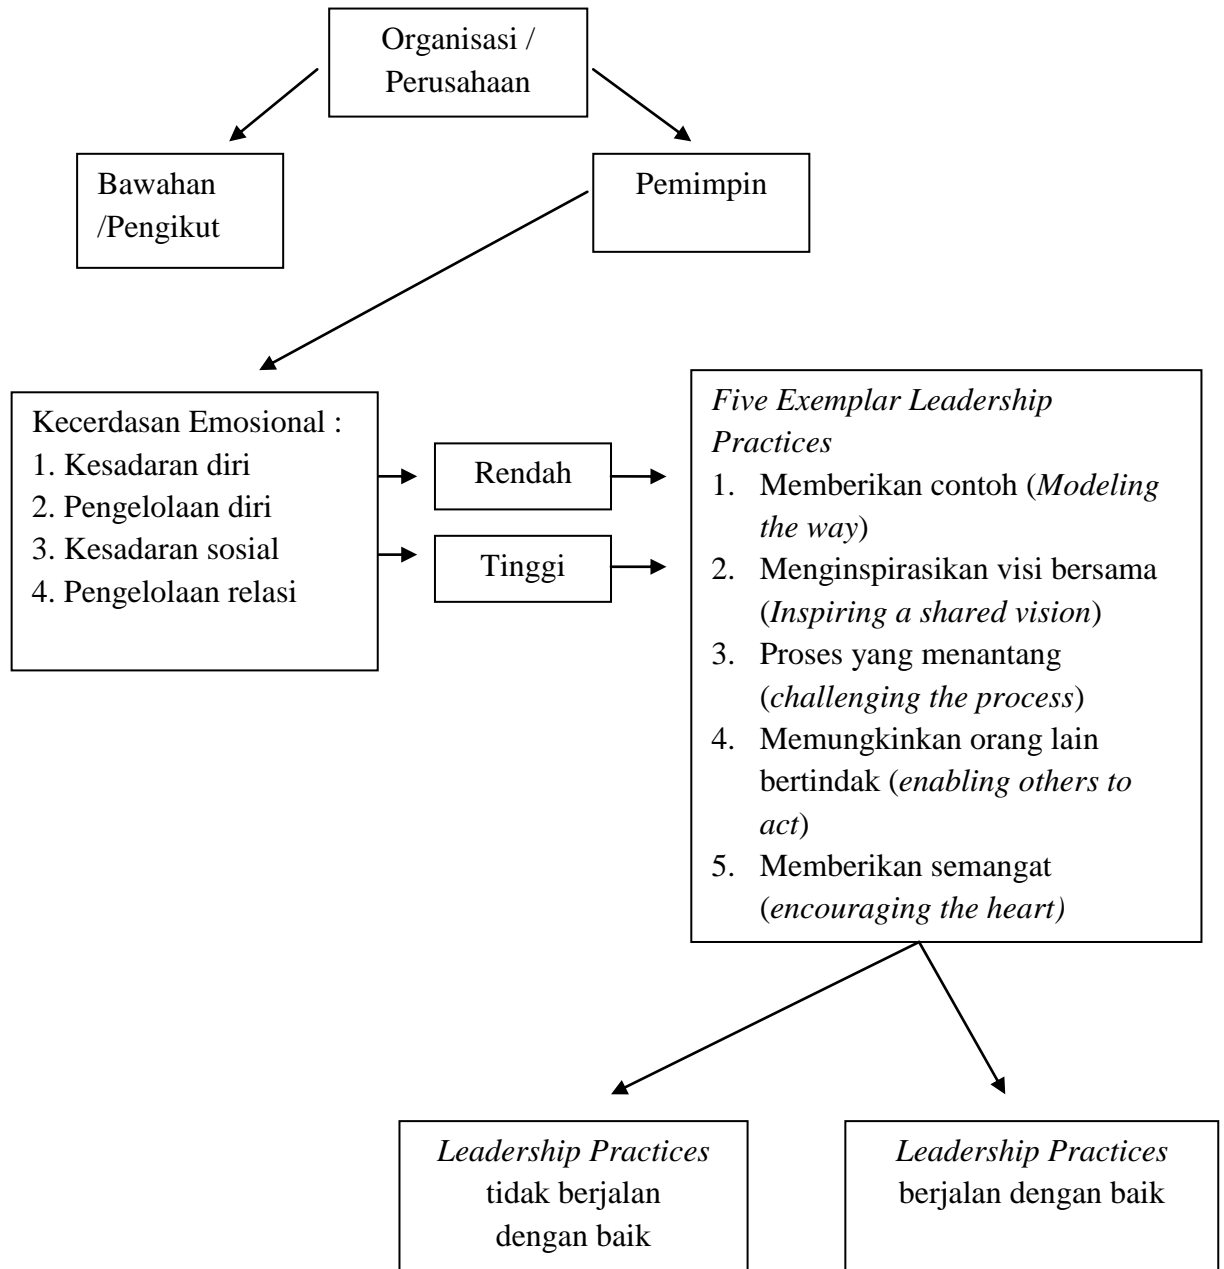 Organisasi /
Perusahaan
Bawahan
/Pengikut
Pemimpin
Kecerdasan Emosional :
1. Kesadaran diri
2. Pengelolaan diri
3. Kesadaran sosial
4. Pengelolaan relasi
Rendah
Tinggi
Five Exemplar Leadership
Practices
1. Memberikan contoh (Modeling
the way)
2. Menginspirasikan visi bersama
(Inspiring a shared vision)
3. Proses yang menantang
(challenging the process)
4. Memungkinkan orang lain
bertindak (enabling others to
act)
5. Memberikan semangat
(encouraging the heart)
Leadership Practices
tidak berjalan
dengan baik
Leadership Practices
berjalan dengan baik